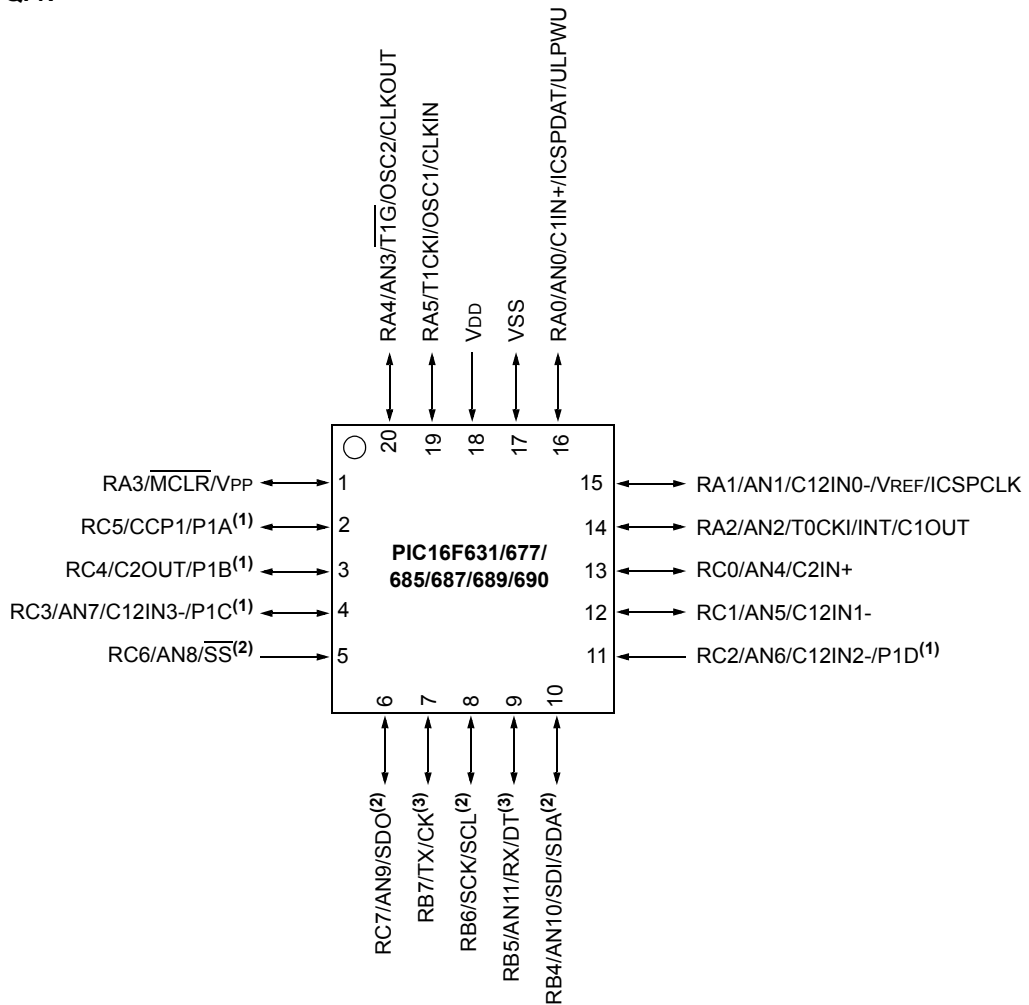 RA4/AN3/T1G/OSC2/CLKOUT
RA5/T1CKI/OSC1/CLKIN
VDD
VSS
RA0/AN0/C1IN+/ICSPDAT/ULPWU
20
19
18
17
16
RA3/MCLR/VPP
1
RC5/CCP1/P1A(1)
2
RC4/C2OUT/P1B(1)
3
RC3/AN7/C12IN3-/P1C(1)
4
RC6/AN8/SS(2)
5
PIC16F631/677/
685/687/689/690
15
RA1/AN1/C12IN0-/VREF/ICSPCLK
14
RA2/AN2/T0CKI/INT/C1OUT
13
RC0/AN4/C2IN+
12
RC1/AN5/C12IN1-
11
RC2/AN6/C12IN2-/P1D(1)
6
7
8
9
10
RC7/AN9/SDO(2)
RB7/TX/CK(3)
RB6/SCK/SCL(2)
RB5/AN11/RX/DT(3)
RB4/AN10/SDI/SDA(2)